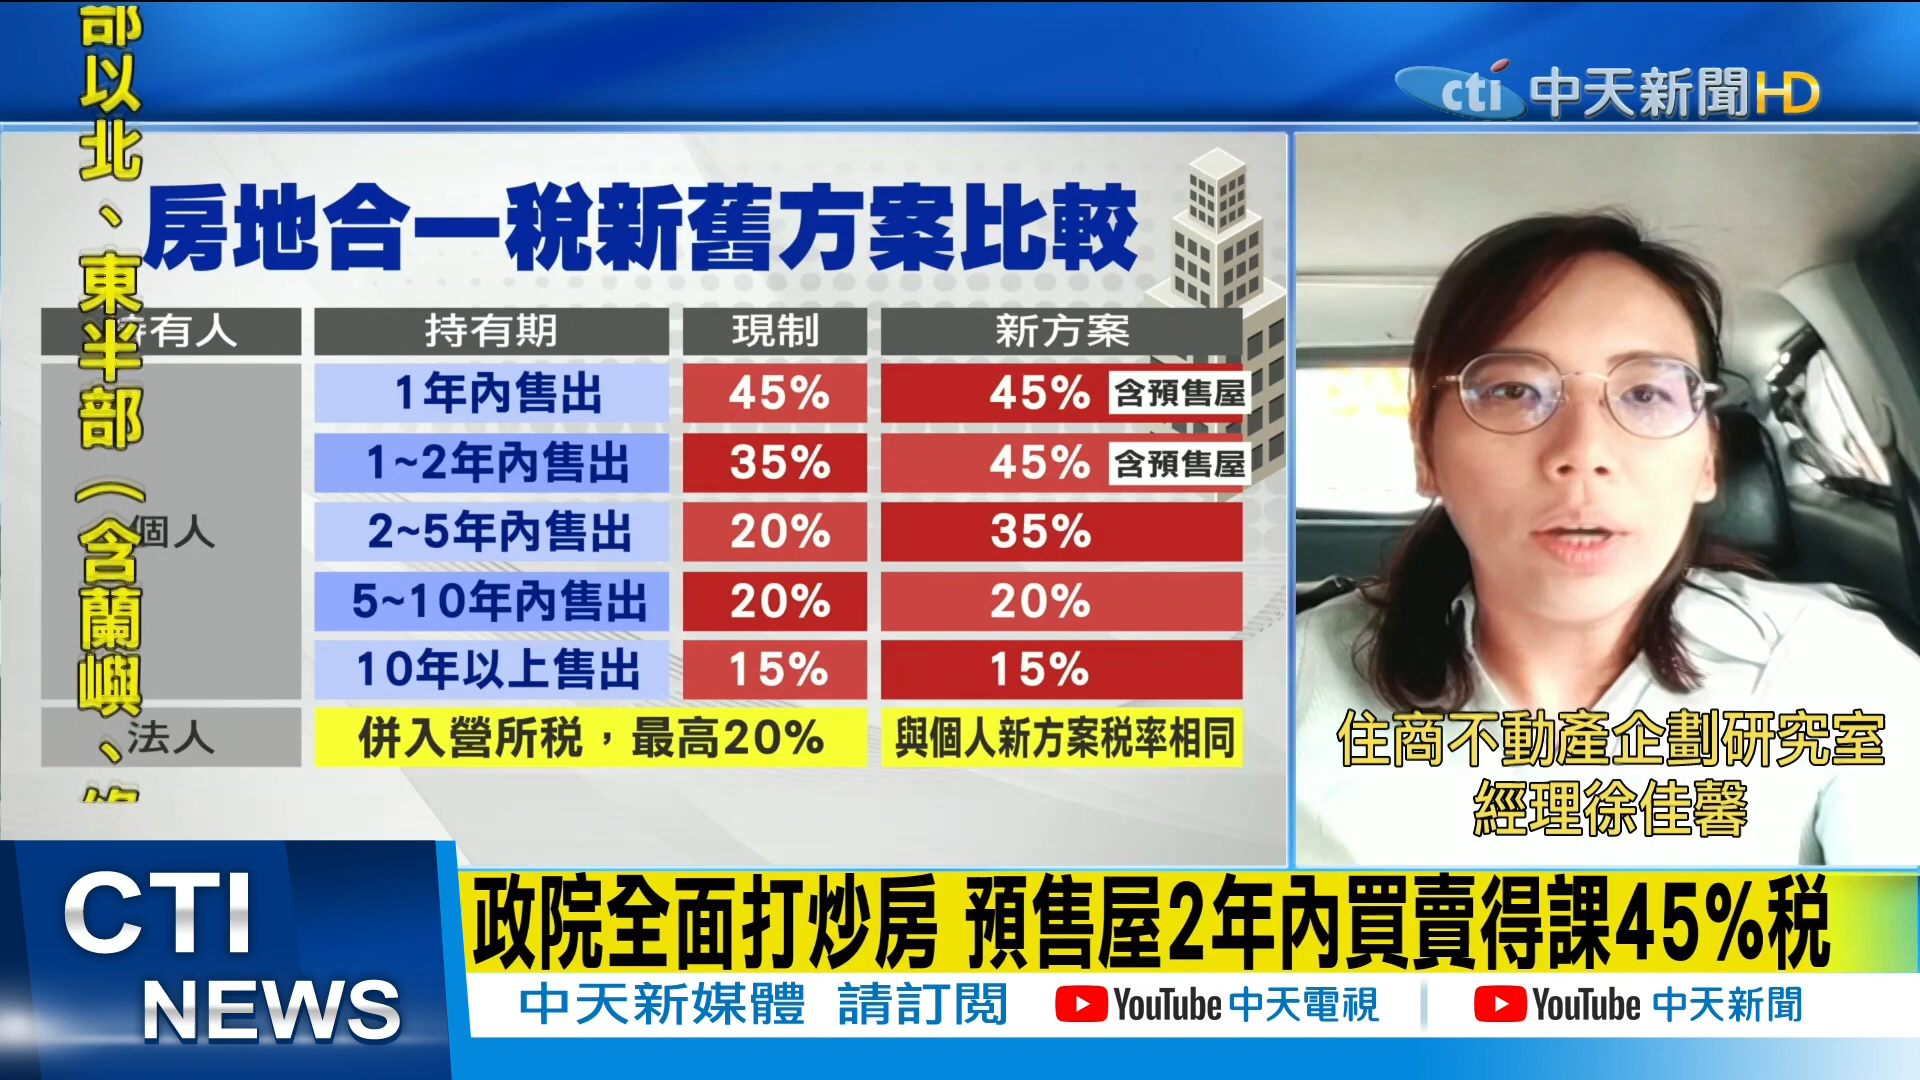 部以北、東半部（含蘭嶼、
cti 中天新聞HD
房地合一稅新舊方案比較
持有人 持有期 現制 新方案
個人
1年內售出 45% 45% 含預售屋
1~2年內售出 35% 45% 含預售屋
2~5年內售出 20% 35%
5~10年內售出 20% 20%
10年以上售出 15% 15%
法人 併入營所稅，最高20% 與個人新方案稅率相同
住商不動產企劃研究室
經理徐佳馨
CTI
NEWS
政院全面打炒房 預售屋2年內買賣得課45%稅
中天新媒體 請訂閱 YouTube 中天電視 YouTube 中天新聞